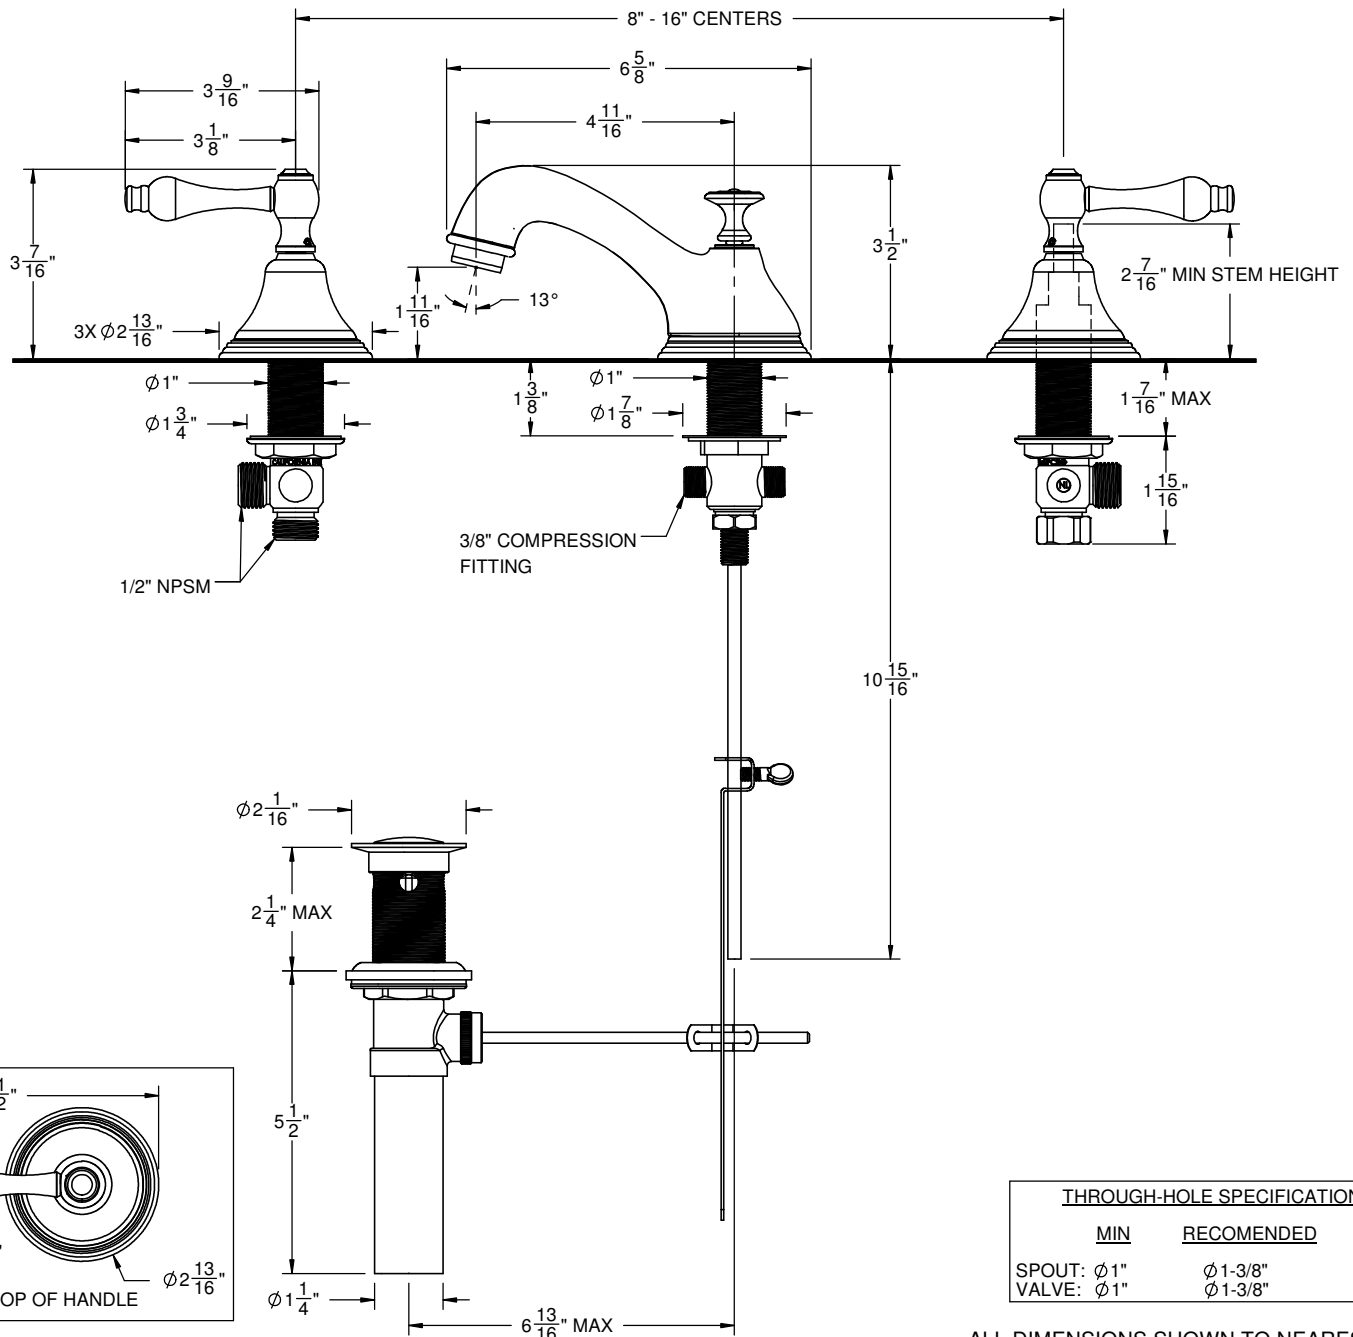 8" - 16" CENTERS
6 5/8"
3 9/16"
4 11/16"
3 1/8"
3 7/16"
3 1/2"
2 7/16" MIN STEM HEIGHT
13°
1 11/16"
3X Ø2 13/16"
Ø1"
Ø1"
1 3/8"
1 7/16" MAX
Ø1 3/4"
Ø1 7/8"
1 15/16"
3/8" COMPRESSION
FITTING
1/2" NPSM
10 15/16"
Ø2 1/16"
2 1/4" MAX
5 1/2"
1/2"
Ø2 13/16"
OP OF HANDLE
Ø1 1/4"
6 13/16" MAX
THROUGH-HOLE SPECIFICATION
MIN RECOMENDED
SPOUT: Ø1" Ø1-3/8"
VALVE: Ø1" Ø1-3/8"
ALL DIMENSIONS SHOWN TO NEARE